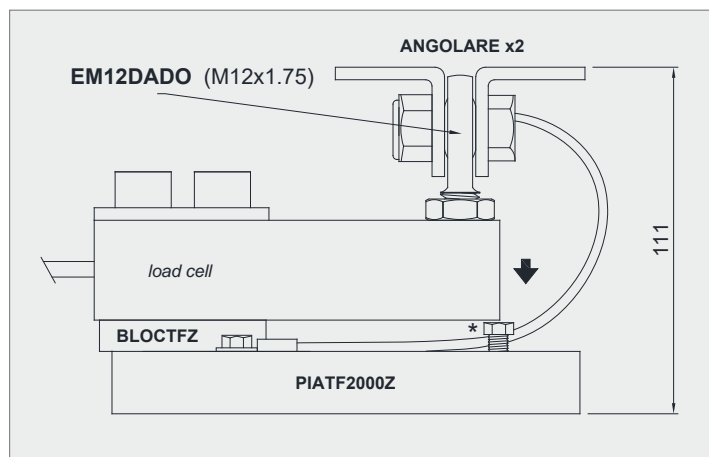 ANGOLARE x2
EM12DADO (M12x1.75)
load cell
111
*
BLOCTFZ
PIATF2000Z